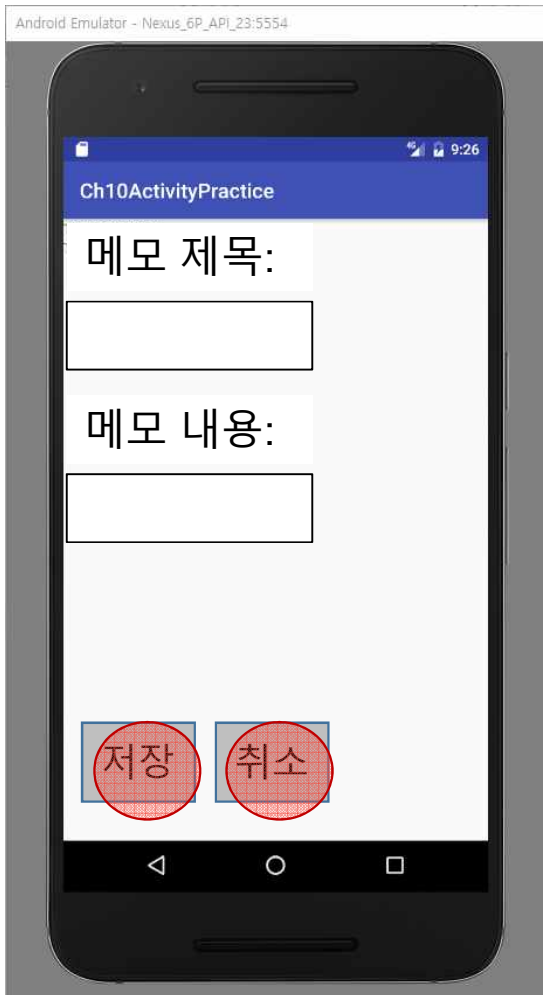 Android Emulator - Nexus_6P_API_23:5554
4G 9:26
Ch10ActivityPractice
메모 제목:
메모 내용:
저장 취소